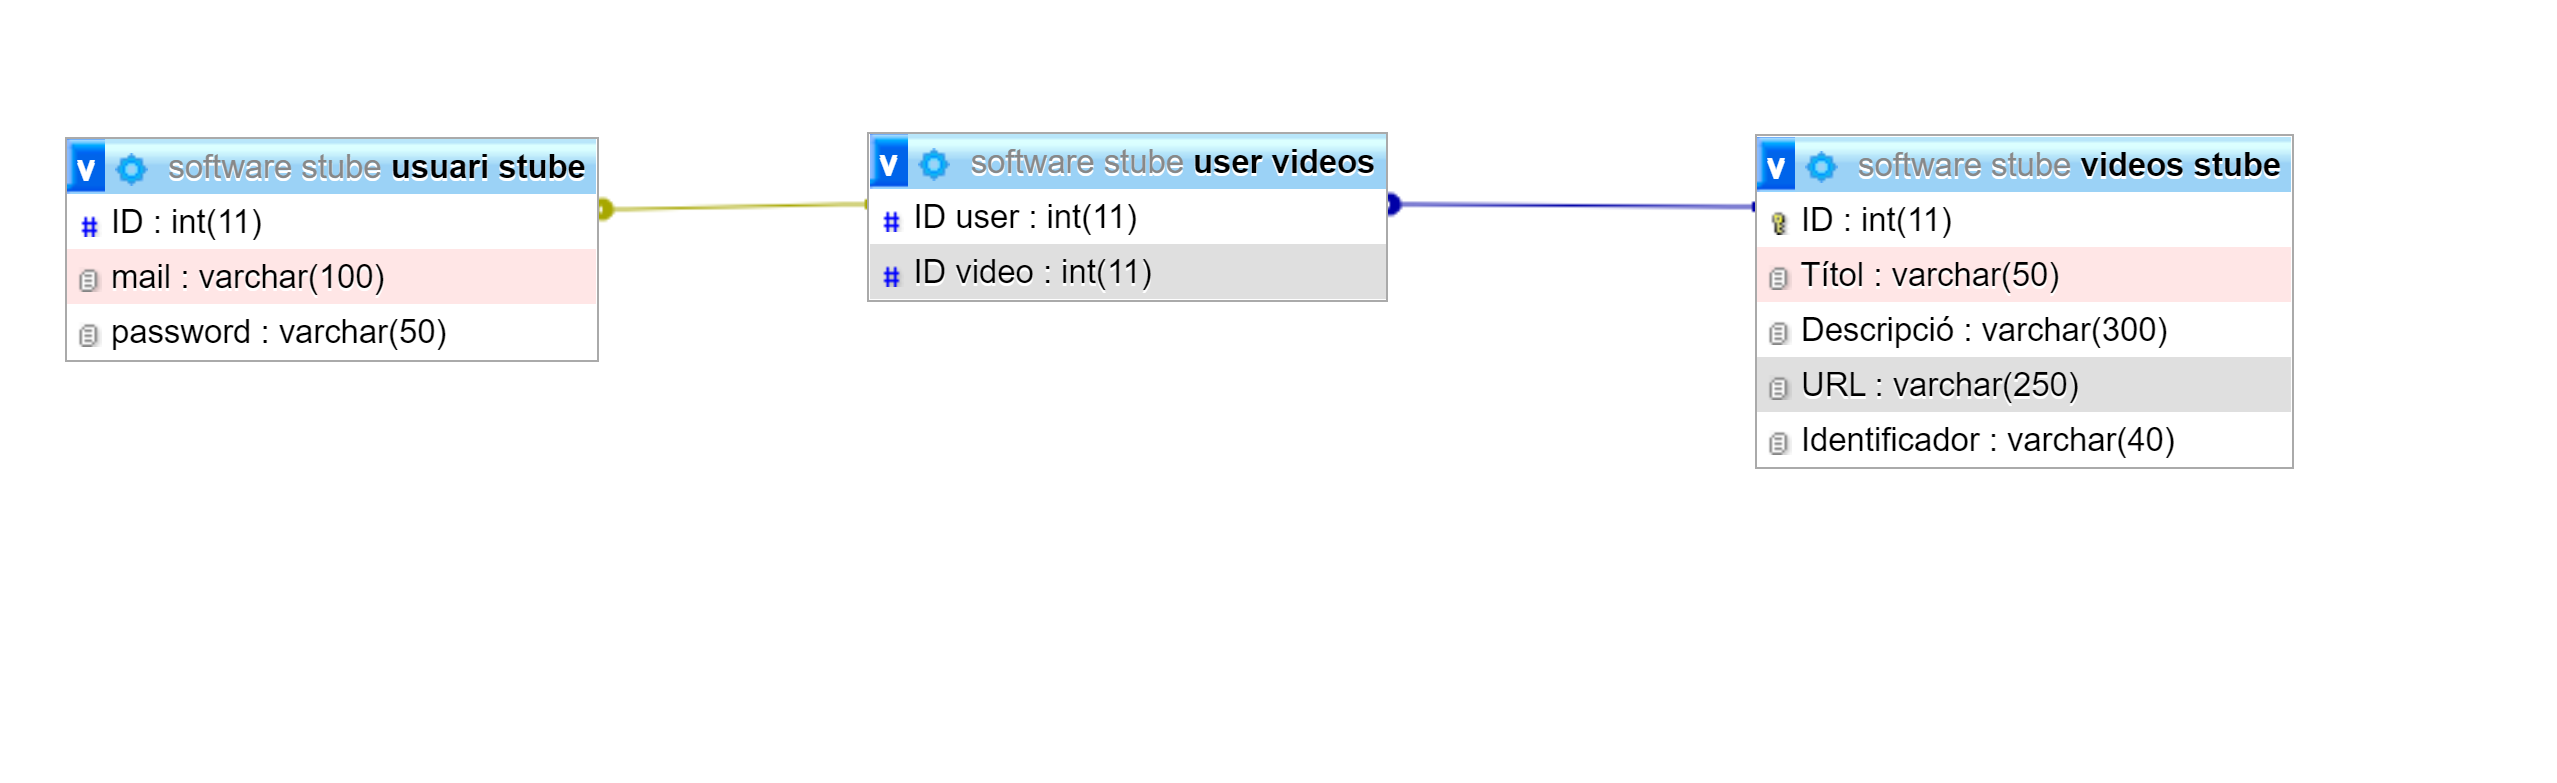 v software stube usuari stube
# ID : int(11)
mail : varchar(100)
password : varchar(50)
v software stube user videos
# ID user : int(11)
# ID video : int(11)
v software stube videos stube
ID : int(11)
Títol : varchar(50)
Descripció : varchar(300)
URL : varchar(250)
Identificador : varchar(40)